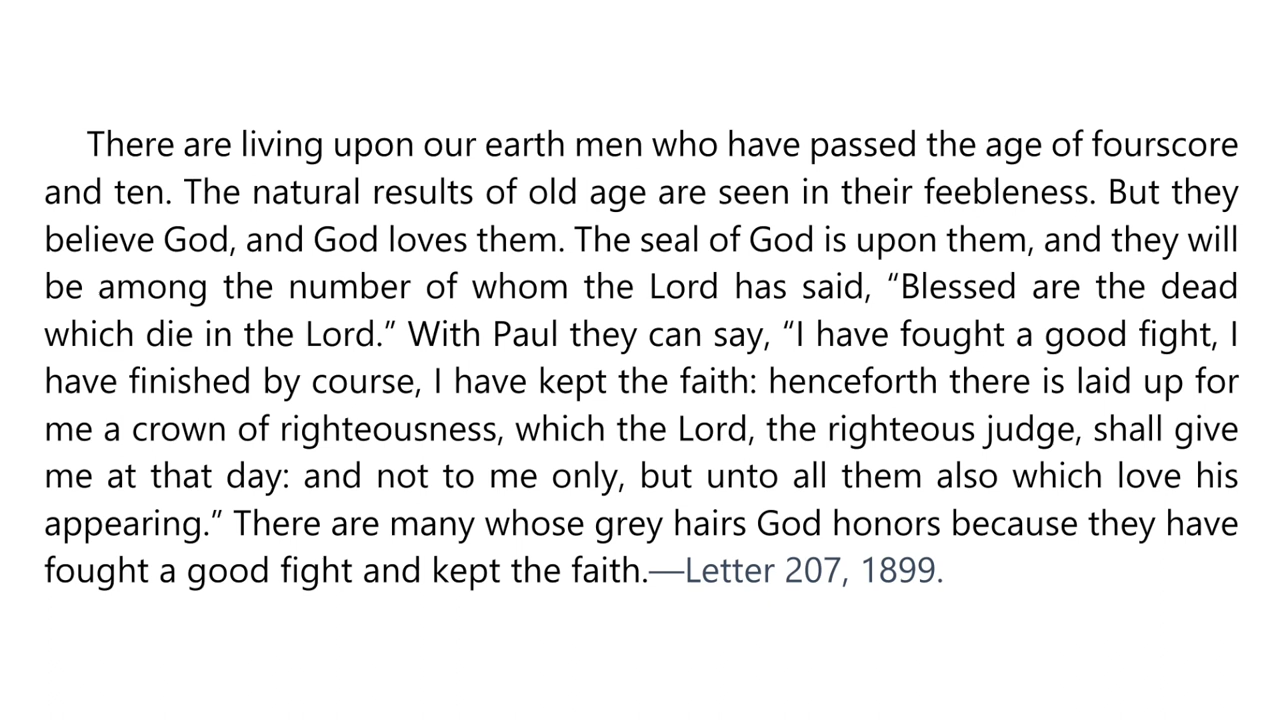 There are living upon our earth men who have passed the age of fourscore
and ten. The natural results of old age are seen in their feebleness. But they
believe God, and God loves them. The seal of God is upon them, and they will
be among the number of whom the Lord has said, “Blessed are the dead
which die in the Lord.” With Paul they can say, “I have fought a good fight, I
have finished by course, I have kept the faith: henceforth there is laid up for
me a crown of righteousness, which the Lord, the righteous judge, shall give
me at that day: and not to me only, but unto all them also which love his
appearing.” There are many whose grey hairs God honors because they have
fought a good fight and kept the faith.—Letter 207, 1899.